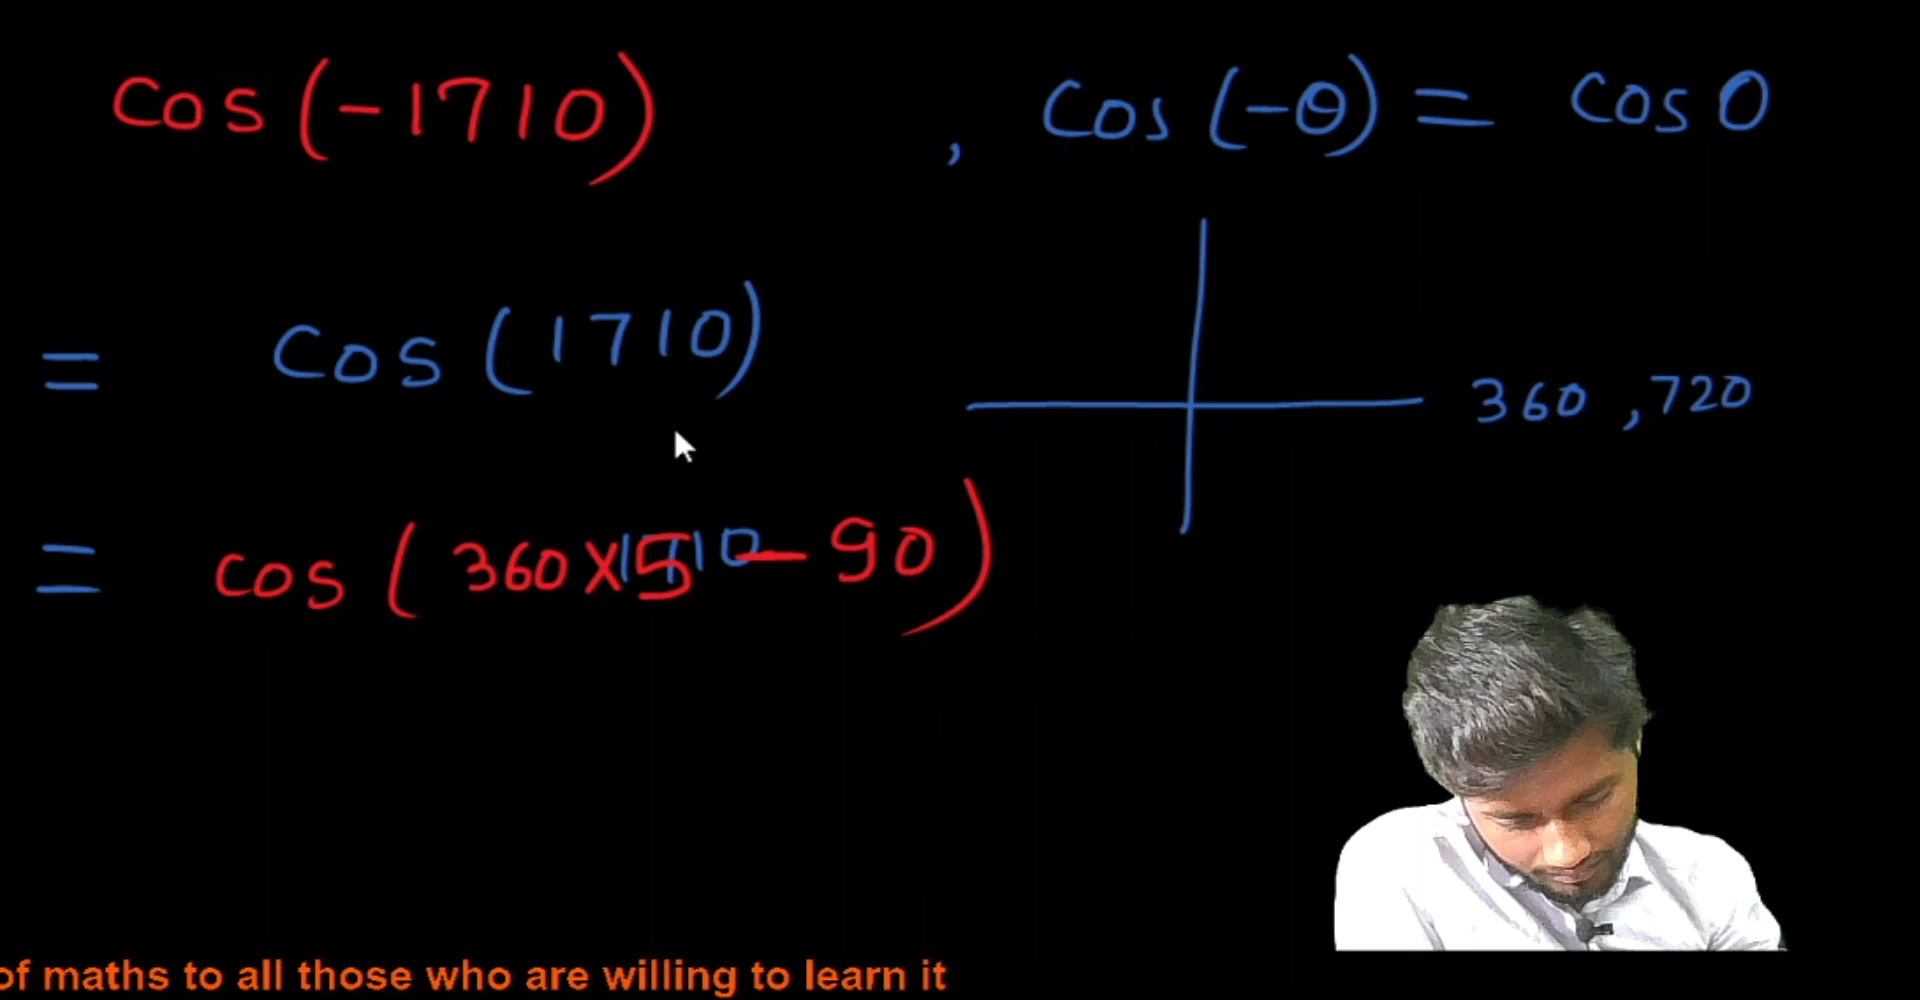 cos(-1710) , cos(-θ) = cos θ
= cos(1710)
360 , 720
= cos(360×5 - 90)
of maths to all those who are willing to learn it